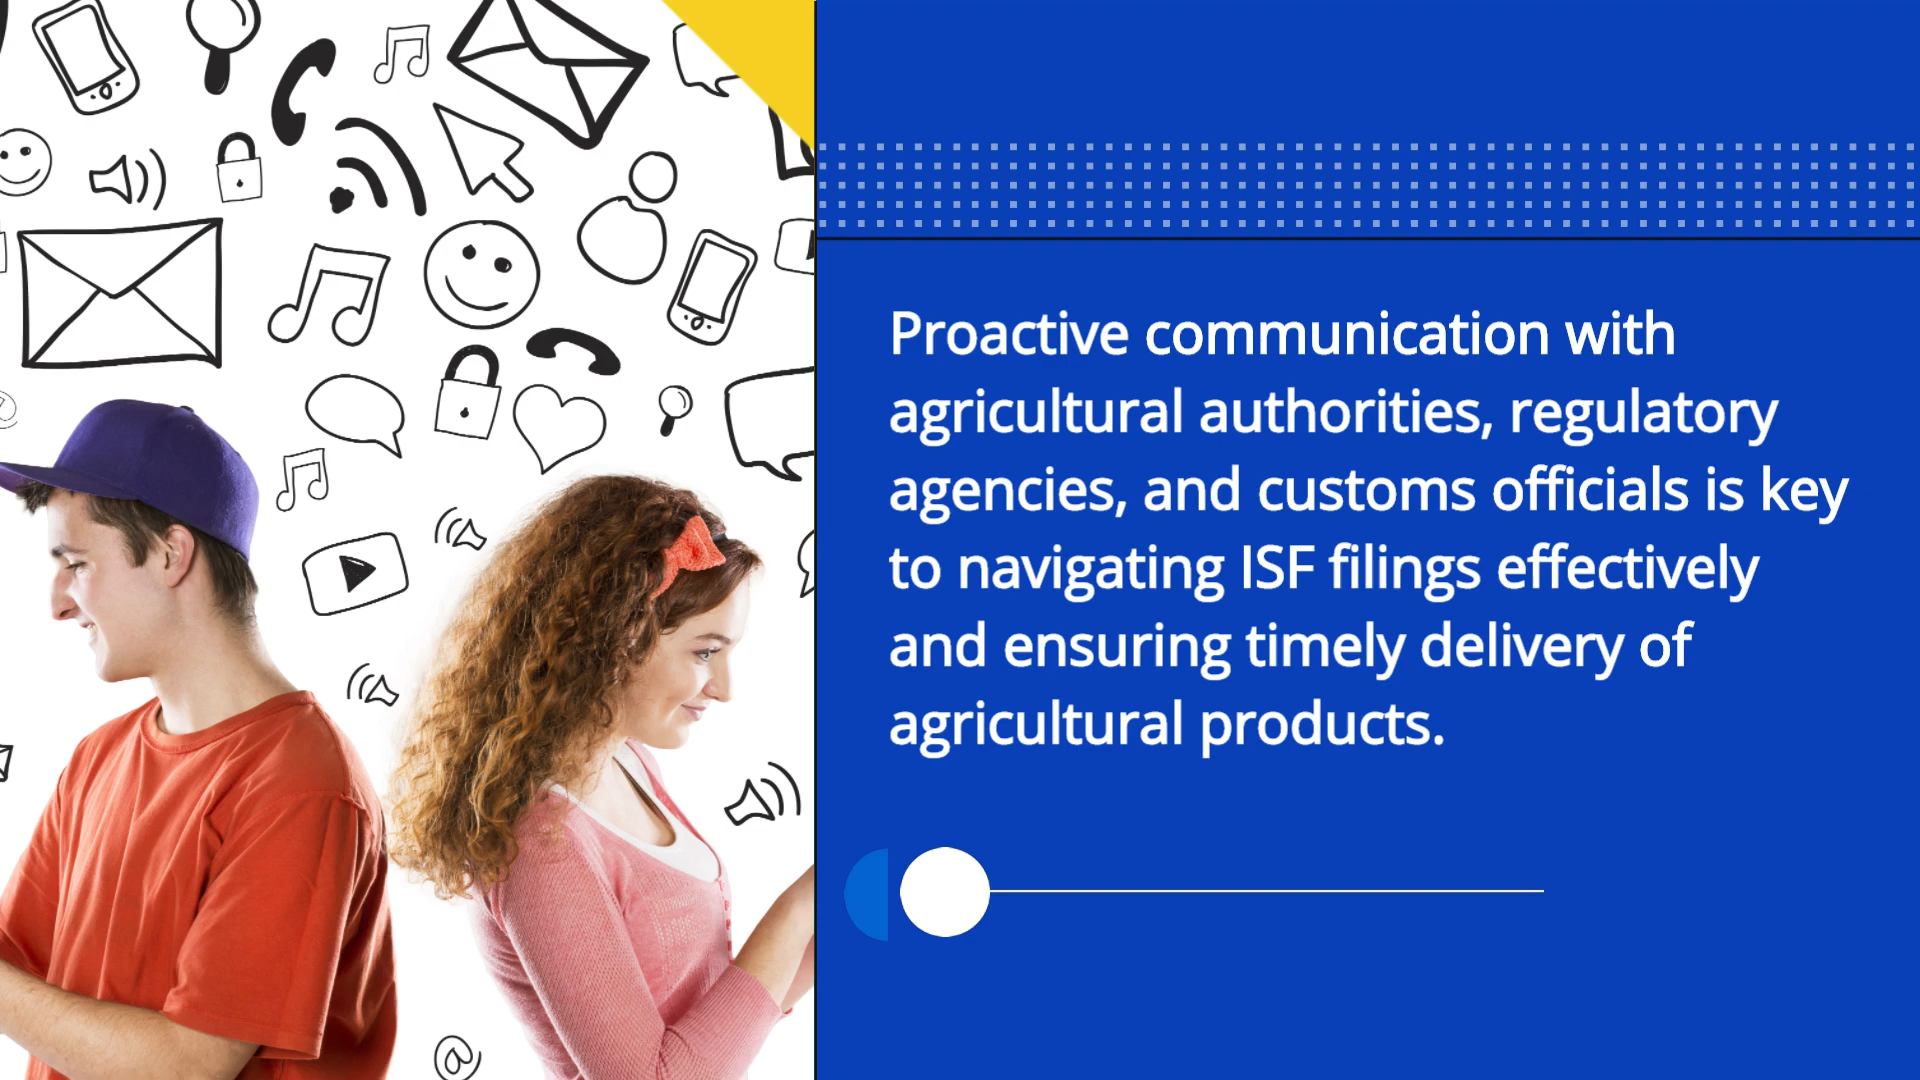 Proactive communication with
agricultural authorities, regulatory
agencies, and customs officials is key
to navigating ISF filings effectively
and ensuring timely delivery of
agricultural products.